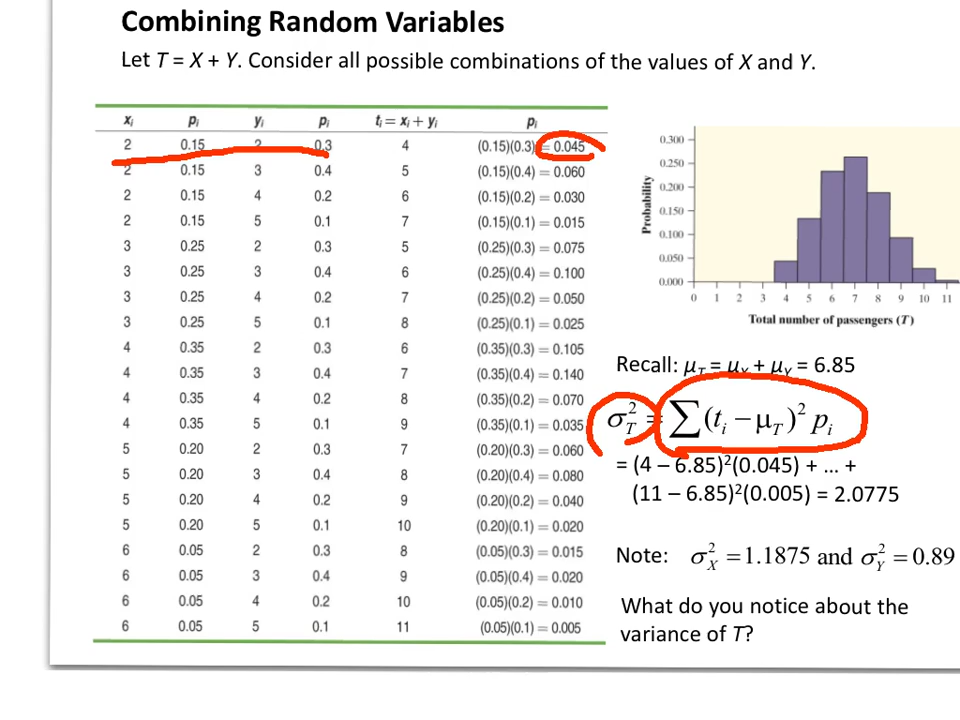 Combining Random Variables
Let T = X + Y. Consider all possible combinations of the values of X and Y.
xᵢ pᵢ yᵢ pᵢ tᵢ = xᵢ + yᵢ pᵢ
2 0.15 2 0.3 4 (0.15)(0.3) = 0.045
2 0.15 3 0.4 5 (0.15)(0.4) = 0.060
2 0.15 4 0.2 6 (0.15)(0.2) = 0.030
2 0.15 5 0.1 7 (0.15)(0.1) = 0.015
3 0.25 2 0.3 5 (0.25)(0.3) = 0.075
3 0.25 3 0.4 6 (0.25)(0.4) = 0.100
3 0.25 4 0.2 7 (0.25)(0.2) = 0.050
3 0.25 5 0.1 8 (0.25)(0.1) = 0.025
4 0.35 2 0.3 6 (0.35)(0.3) = 0.105
4 0.35 3 0.4 7 (0.35)(0.4) = 0.140
4 0.35 4 0.2 8 (0.35)(0.2) = 0.070
4 0.35 5 0.1 9 (0.35)(0.1) = 0.035
5 0.20 2 0.3 7 (0.20)(0.3) = 0.060
5 0.20 3 0.4 8 (0.20)(0.4) = 0.080
5 0.20 4 0.2 9 (0.20)(0.2) = 0.040
5 0.20 5 0.1 10 (0.20)(0.1) = 0.020
6 0.05 2 0.3 8 (0.05)(0.3) = 0.015
6 0.05 3 0.4 9 (0.05)(0.4) = 0.020
6 0.05 4 0.2 10 (0.05)(0.2) = 0.010
6 0.05 5 0.1 11 (0.05)(0.1) = 0.005
Probability
0.300
0.250
0.200
0.150
0.100
0.050
0.000
0 1 2 3 4 5 6 7 8 9 10 11
Total number of passengers (T)
Recall: μ_T = μ_X + μ_Y = 6.85
σ_T² = ∑(tᵢ − μ_T)² pᵢ
= (4 – 6.85)²(0.045) + … +
(11 – 6.85)²(0.005) = 2.0775
Note: σ_X² = 1.1875 and σ_Y² = 0.89
What do you notice about the
variance of T?